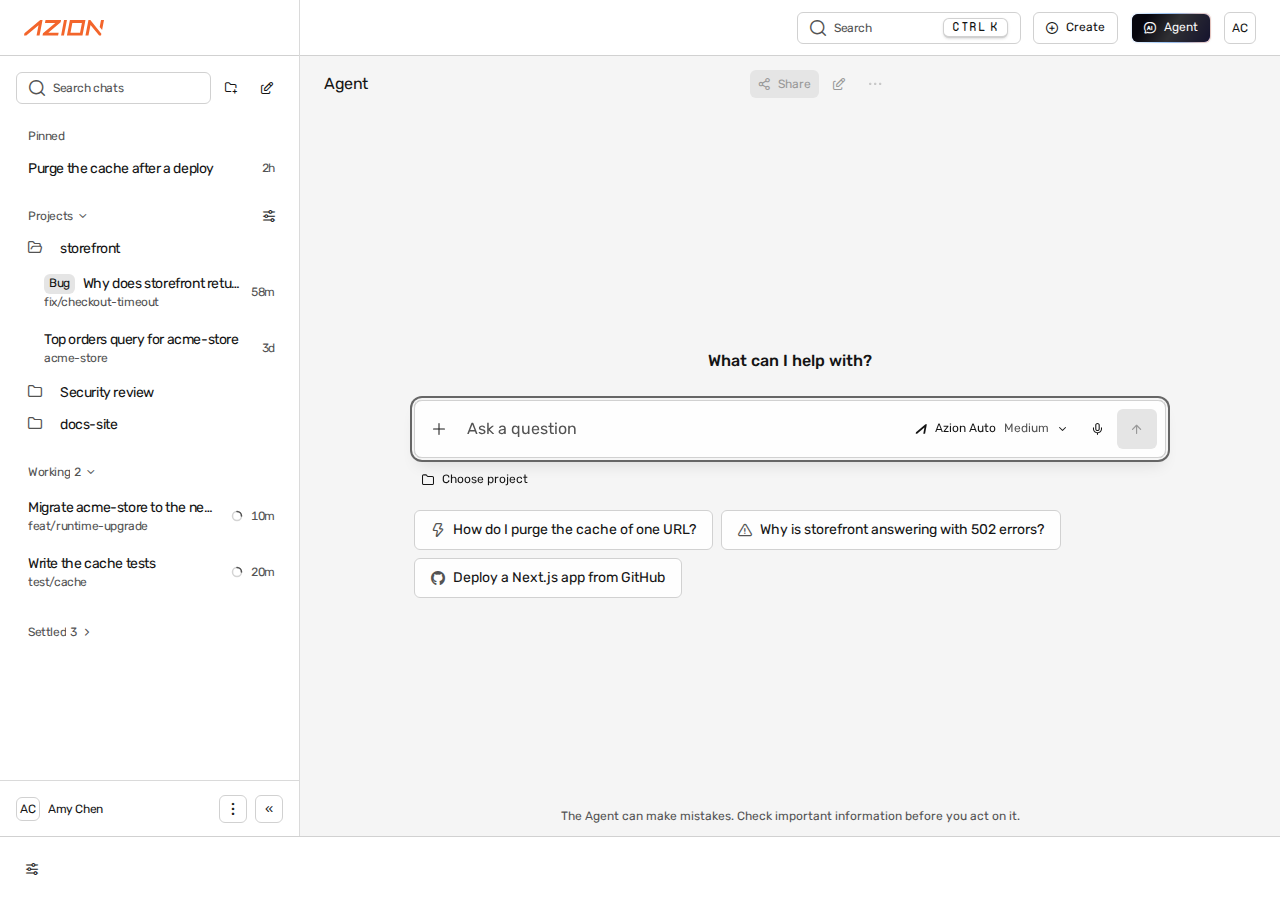 AZION
Search
CTRL K
Create
Agent
AC
Search chats
Agent
Share
Pinned
Purge the cache after a deploy
2h
Projects
storefront
Bug
Why does storefront retu...
58m
fix/checkout-timeout
Top orders query for acme-store
3d
acme-store
Security review
docs-site
Working 2
Migrate acme-store to the ne...
10m
feat/runtime-upgrade
Write the cache tests
20m
test/cache
Settled 3
AC
Amy Chen
What can I help with?
Ask a question
Azion Auto
Medium
Choose project
How do I purge the cache of one URL?
Why is storefront answering with 502 errors?
Deploy a Next.js app from GitHub
The Agent can make mistakes. Check important information before you act on it.